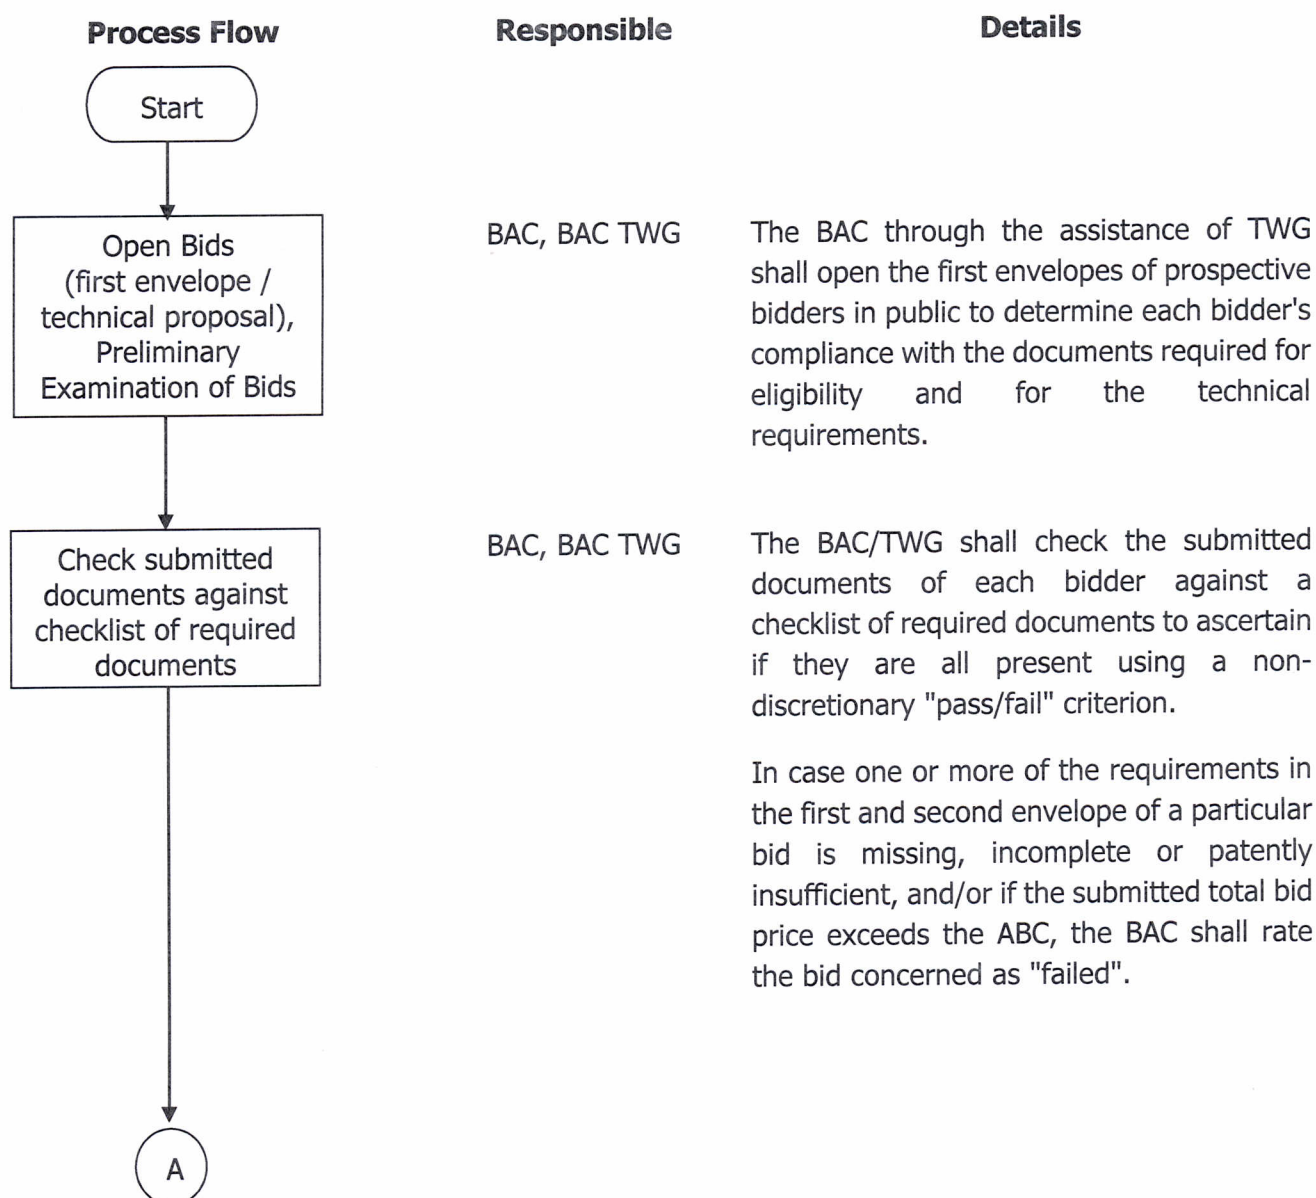 Process Flow
Responsible
Details
Start
Open Bids
(first envelope /
technical proposal),
Preliminary
Examination of Bids
BAC, BAC TWG
The BAC through the assistance of TWG
shall open the first envelopes of prospective
bidders in public to determine each bidder's
compliance with the documents required for
eligibility and for the technical
requirements.
Check submitted
documents against
checklist of required
documents
BAC, BAC TWG
The BAC/TWG shall check the submitted
documents of each bidder against a
checklist of required documents to ascertain
if they are all present using a non-
discretionary "pass/fail" criterion.
In case one or more of the requirements in
the first and second envelope of a particular
bid is missing, incomplete or patently
insufficient, and/or if the submitted total bid
price exceeds the ABC, the BAC shall rate
the bid concerned as "failed".
A